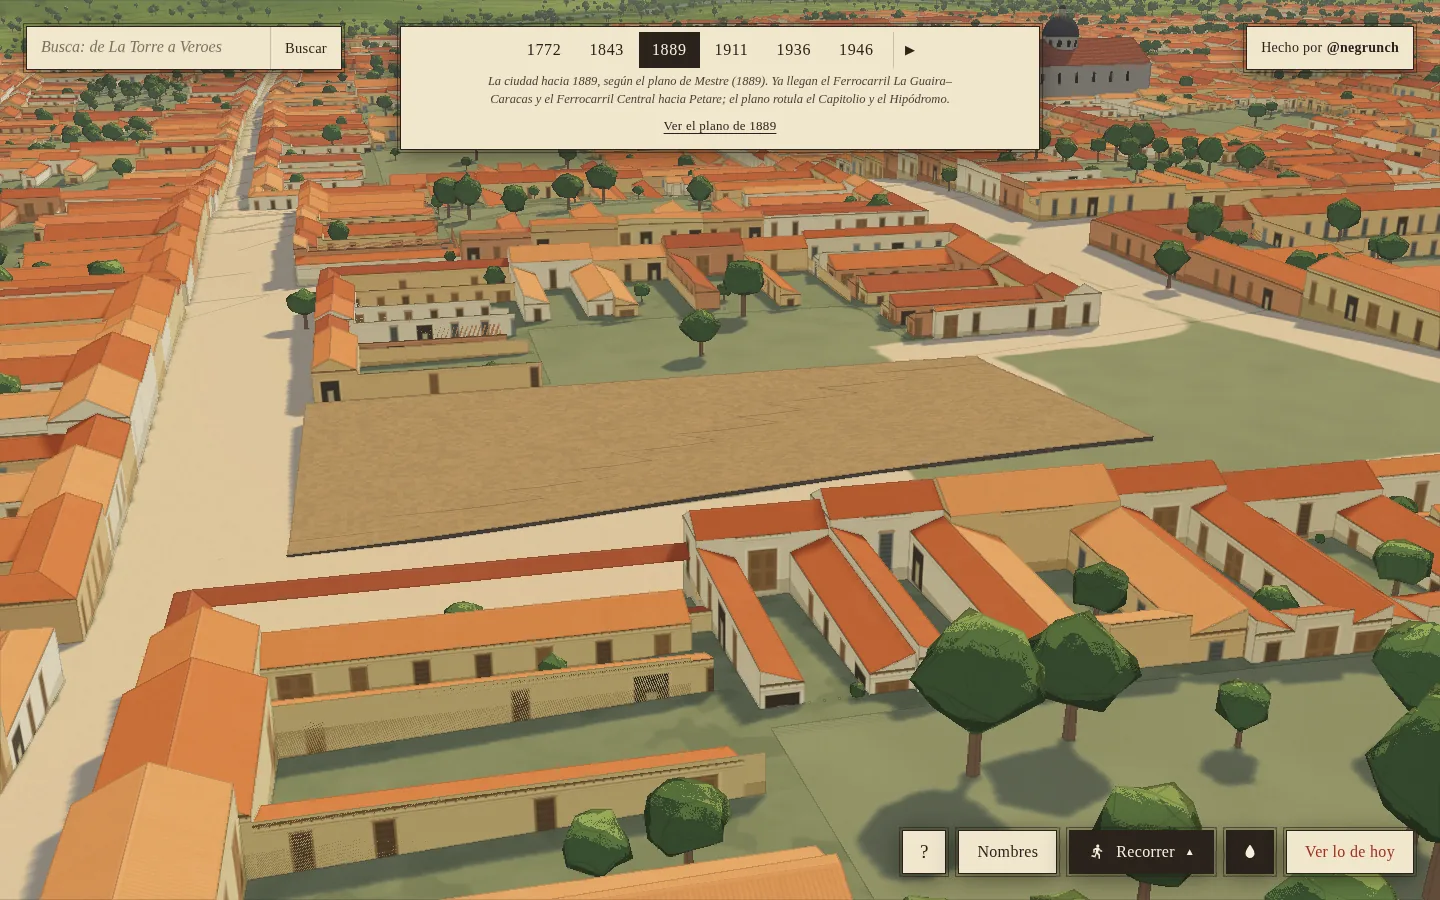 Busca: de La Torre a Veroes
Buscar
1772 1843 1889 1911 1936 1946
La ciudad hacia 1889, según el plano de Mestre (1889). Ya llegan el Ferrocarril La Guaira–
Caracas y el Ferrocarril Central hacia Petare; el plano rotula el Capitolio y el Hipódromo.
Ver el plano de 1889
Hecho por @negrunch
?
Nombres
Recorrer
Ver lo de hoy